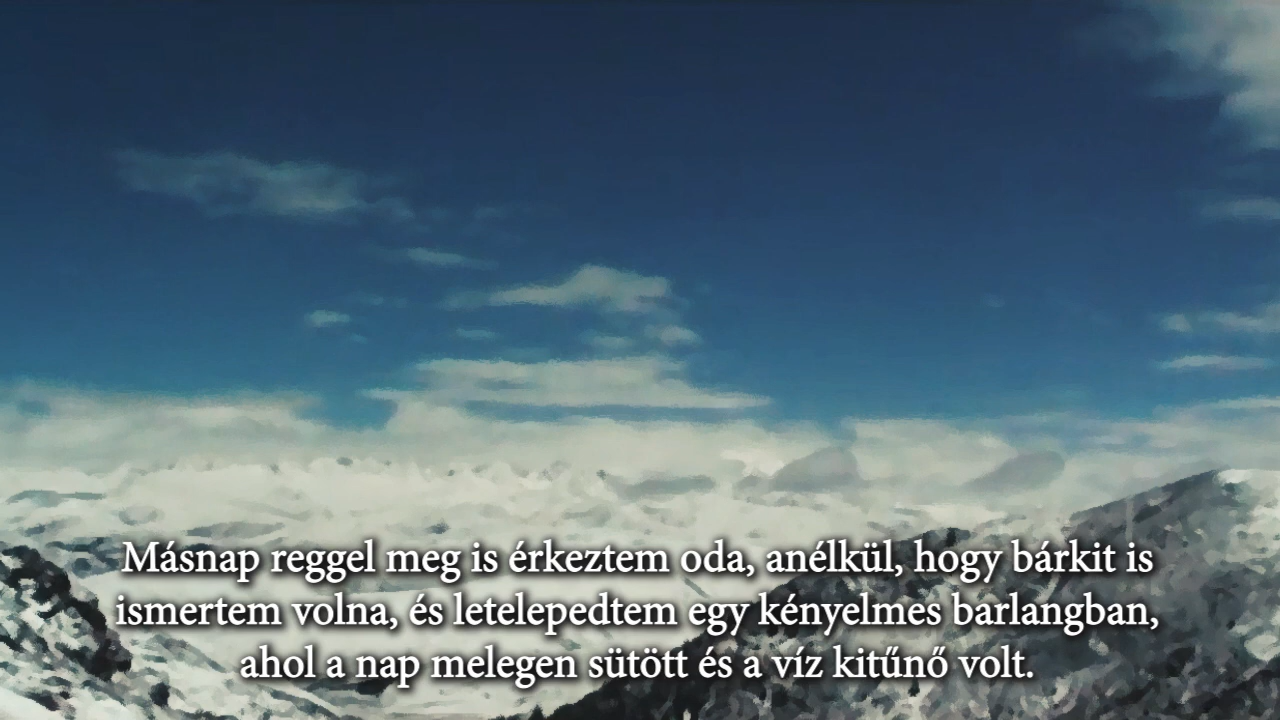 Másnap reggel meg is érkeztem oda, anélkül, hogy bárkit is
ismertem volna, és letelepedtem egy kényelmes barlangban,
ahol a nap melegen sütött és a víz kitűnő volt.